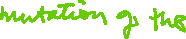 mutation of the